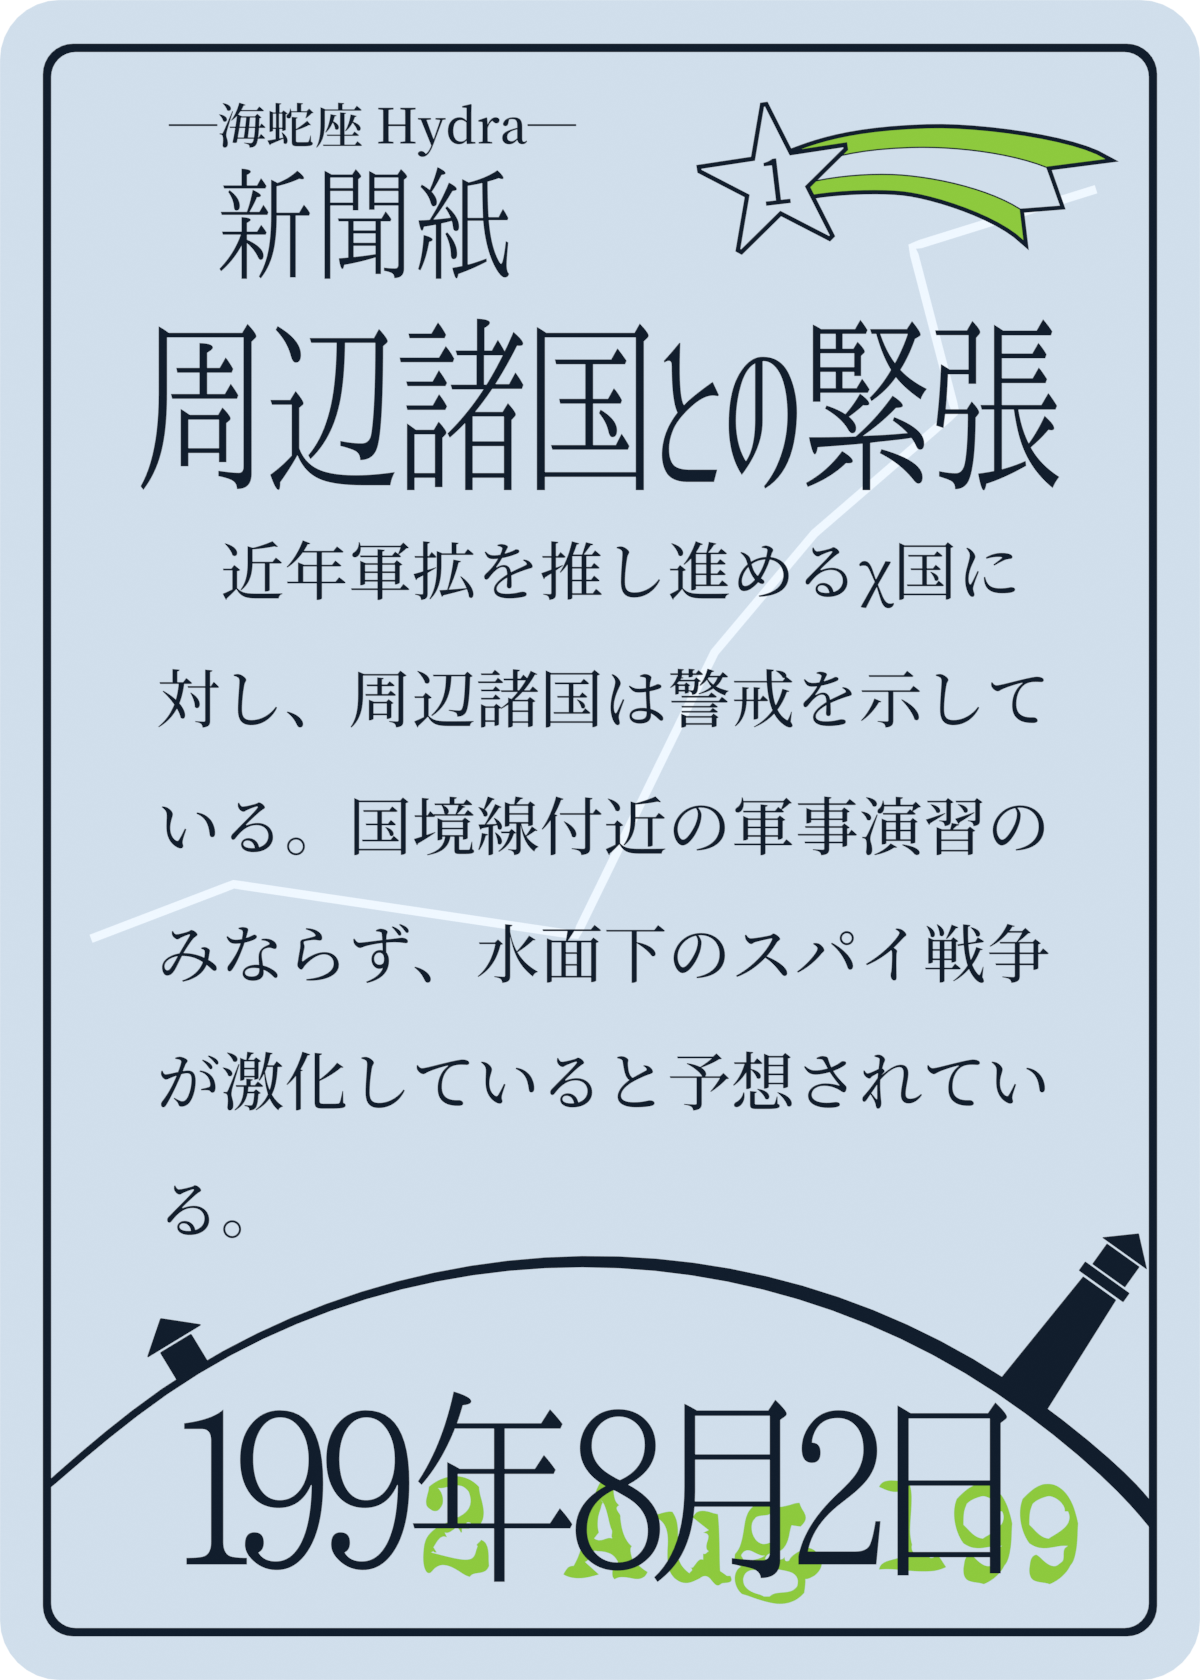 ―海蛇座 Hydra―
新聞紙
1
周辺諸国との緊張
近年軍拡を推し進めるχ国に
対し、周辺諸国は警戒を示して
いる。国境線付近の軍事演習の
みならず、水面下のスパイ戦争
が激化していると予想されてい
る。
199年8月2日
2 Aug 199